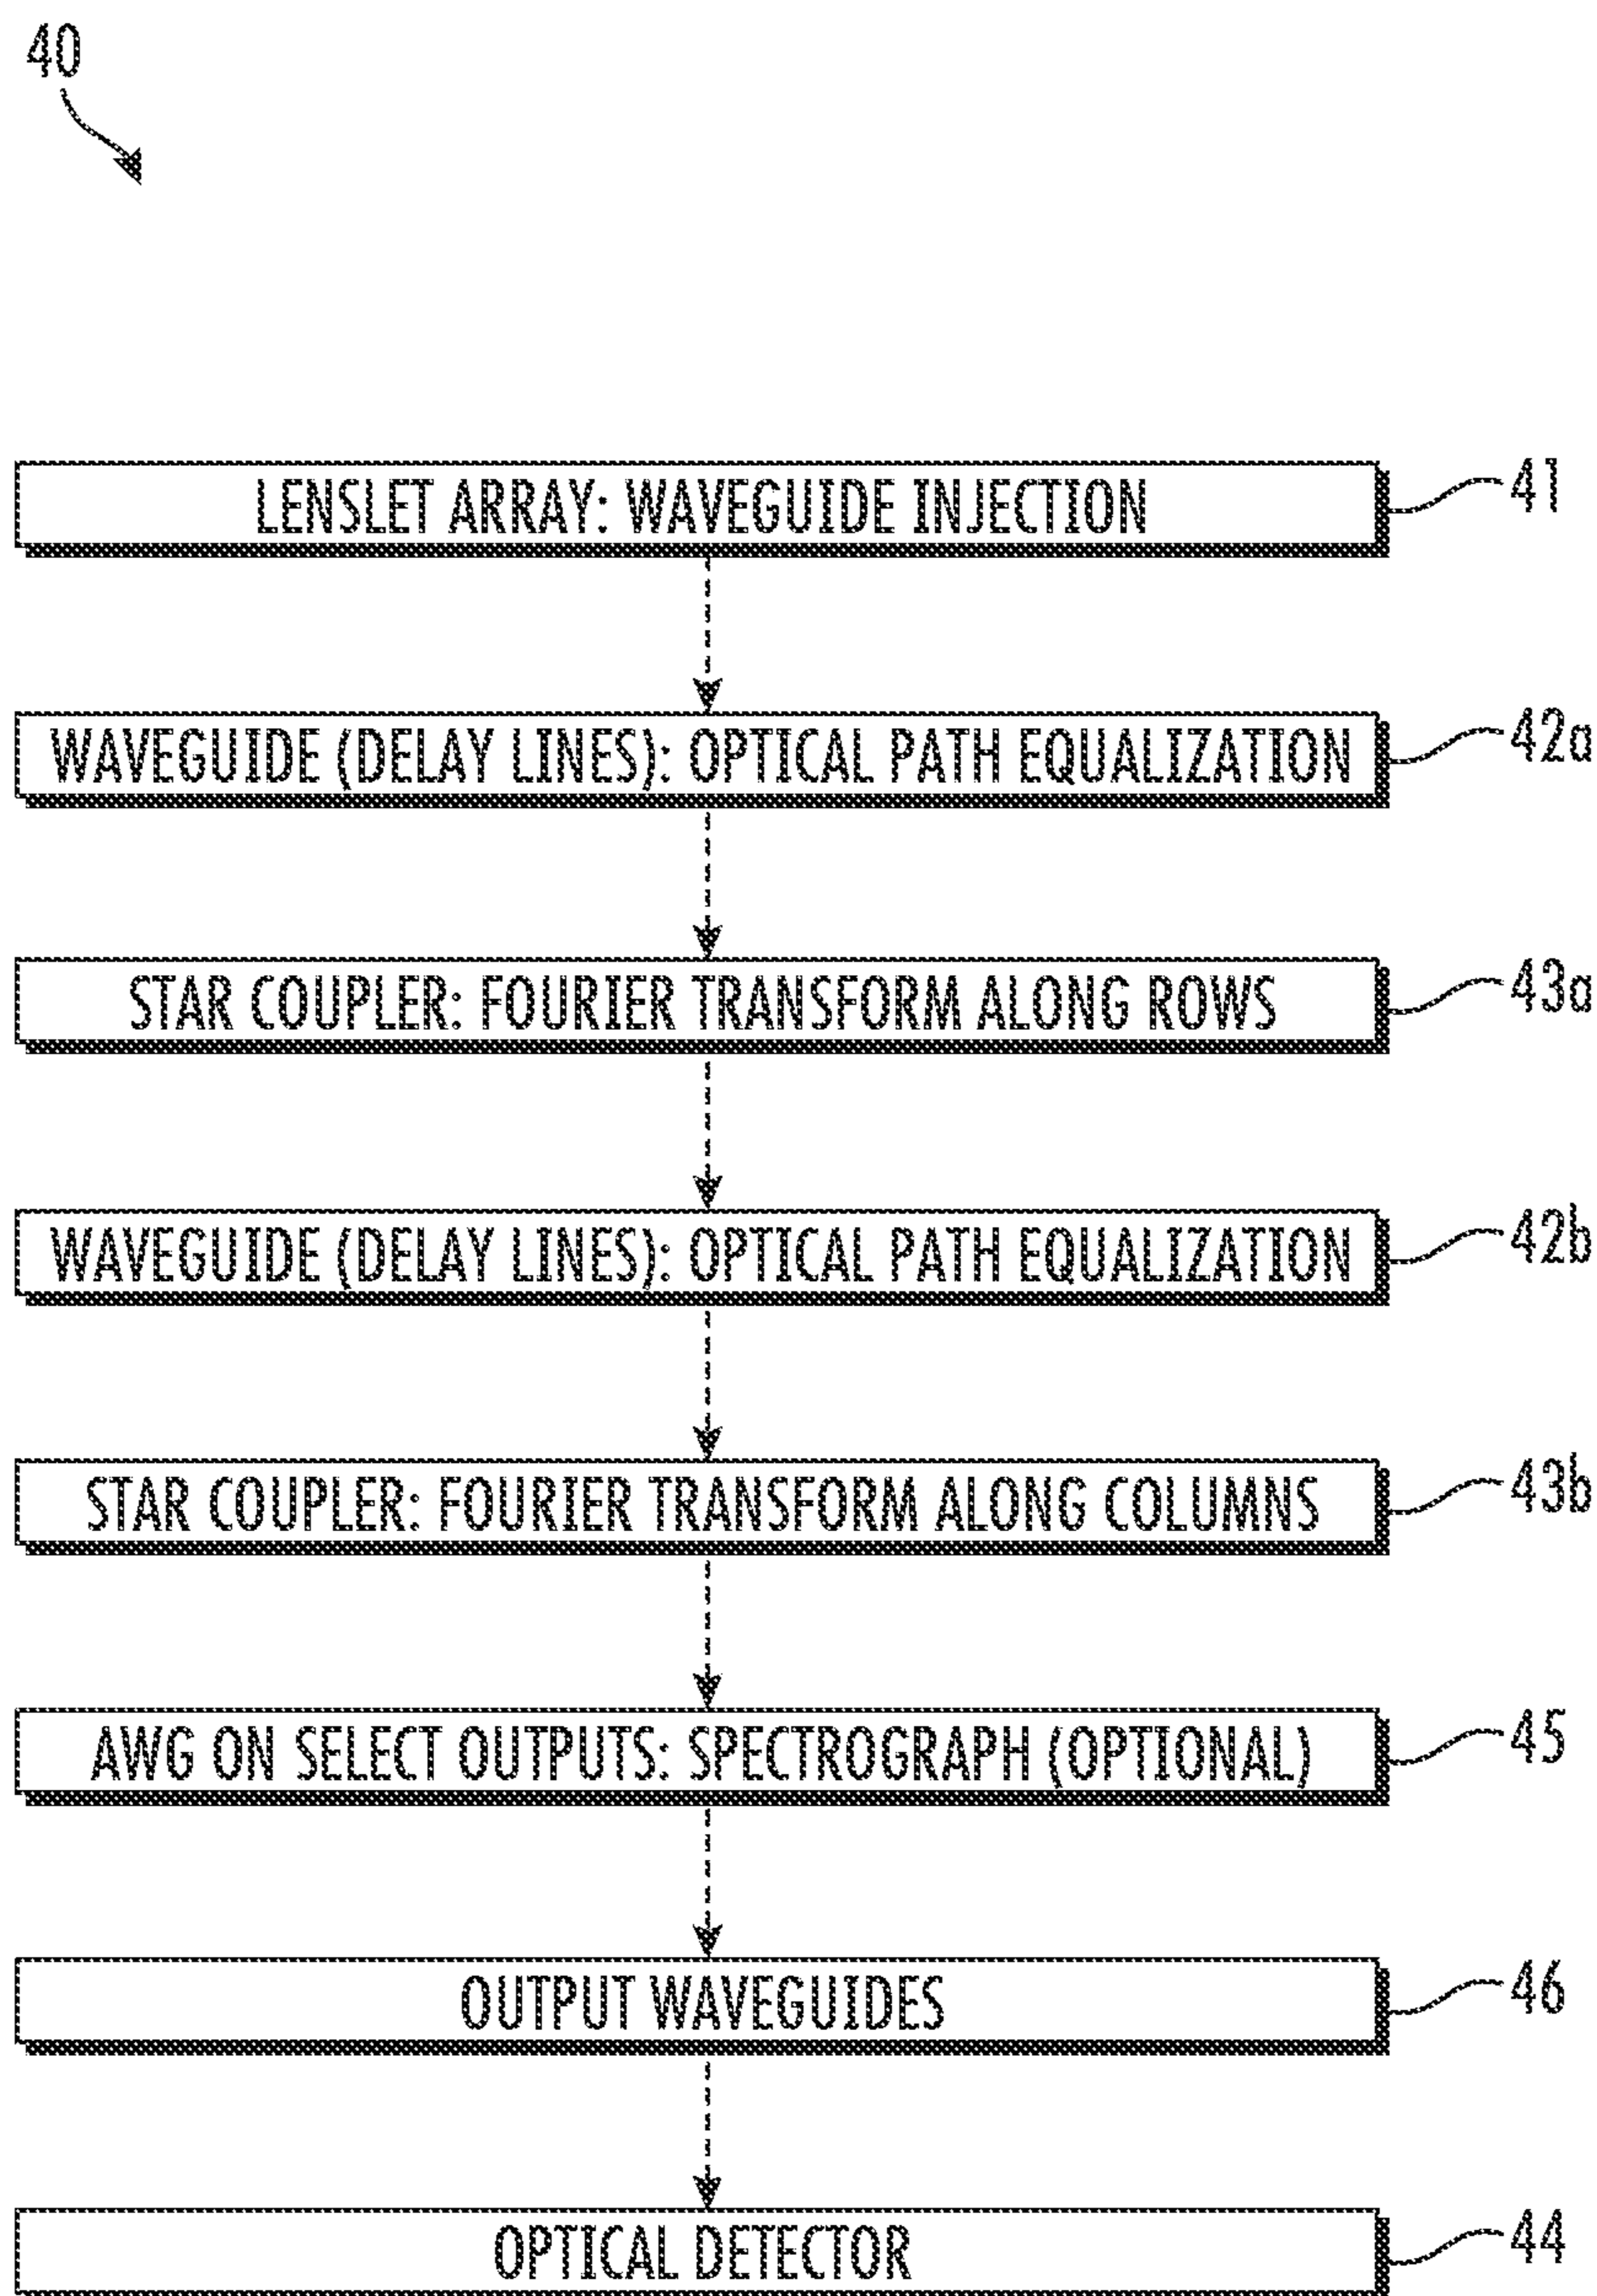 40
LENSLET ARRAY: WAVEGUIDE INJECTION
41
WAVEGUIDE (DELAY LINES): OPTICAL PATH EQUALIZATION
42a
STAR COUPLER: FOURIER TRANSFORM ALONG ROWS
43a
WAVEGUIDE (DELAY LINES): OPTICAL PATH EQUALIZATION
42b
STAR COUPLER: FOURIER TRANSFORM ALONG COLUMNS
43b
AWG ON SELECT OUTPUTS: SPECTROGRAPH (OPTIONAL)
45
OUTPUT WAVEGUIDES
46
OPTICAL DETECTOR
44